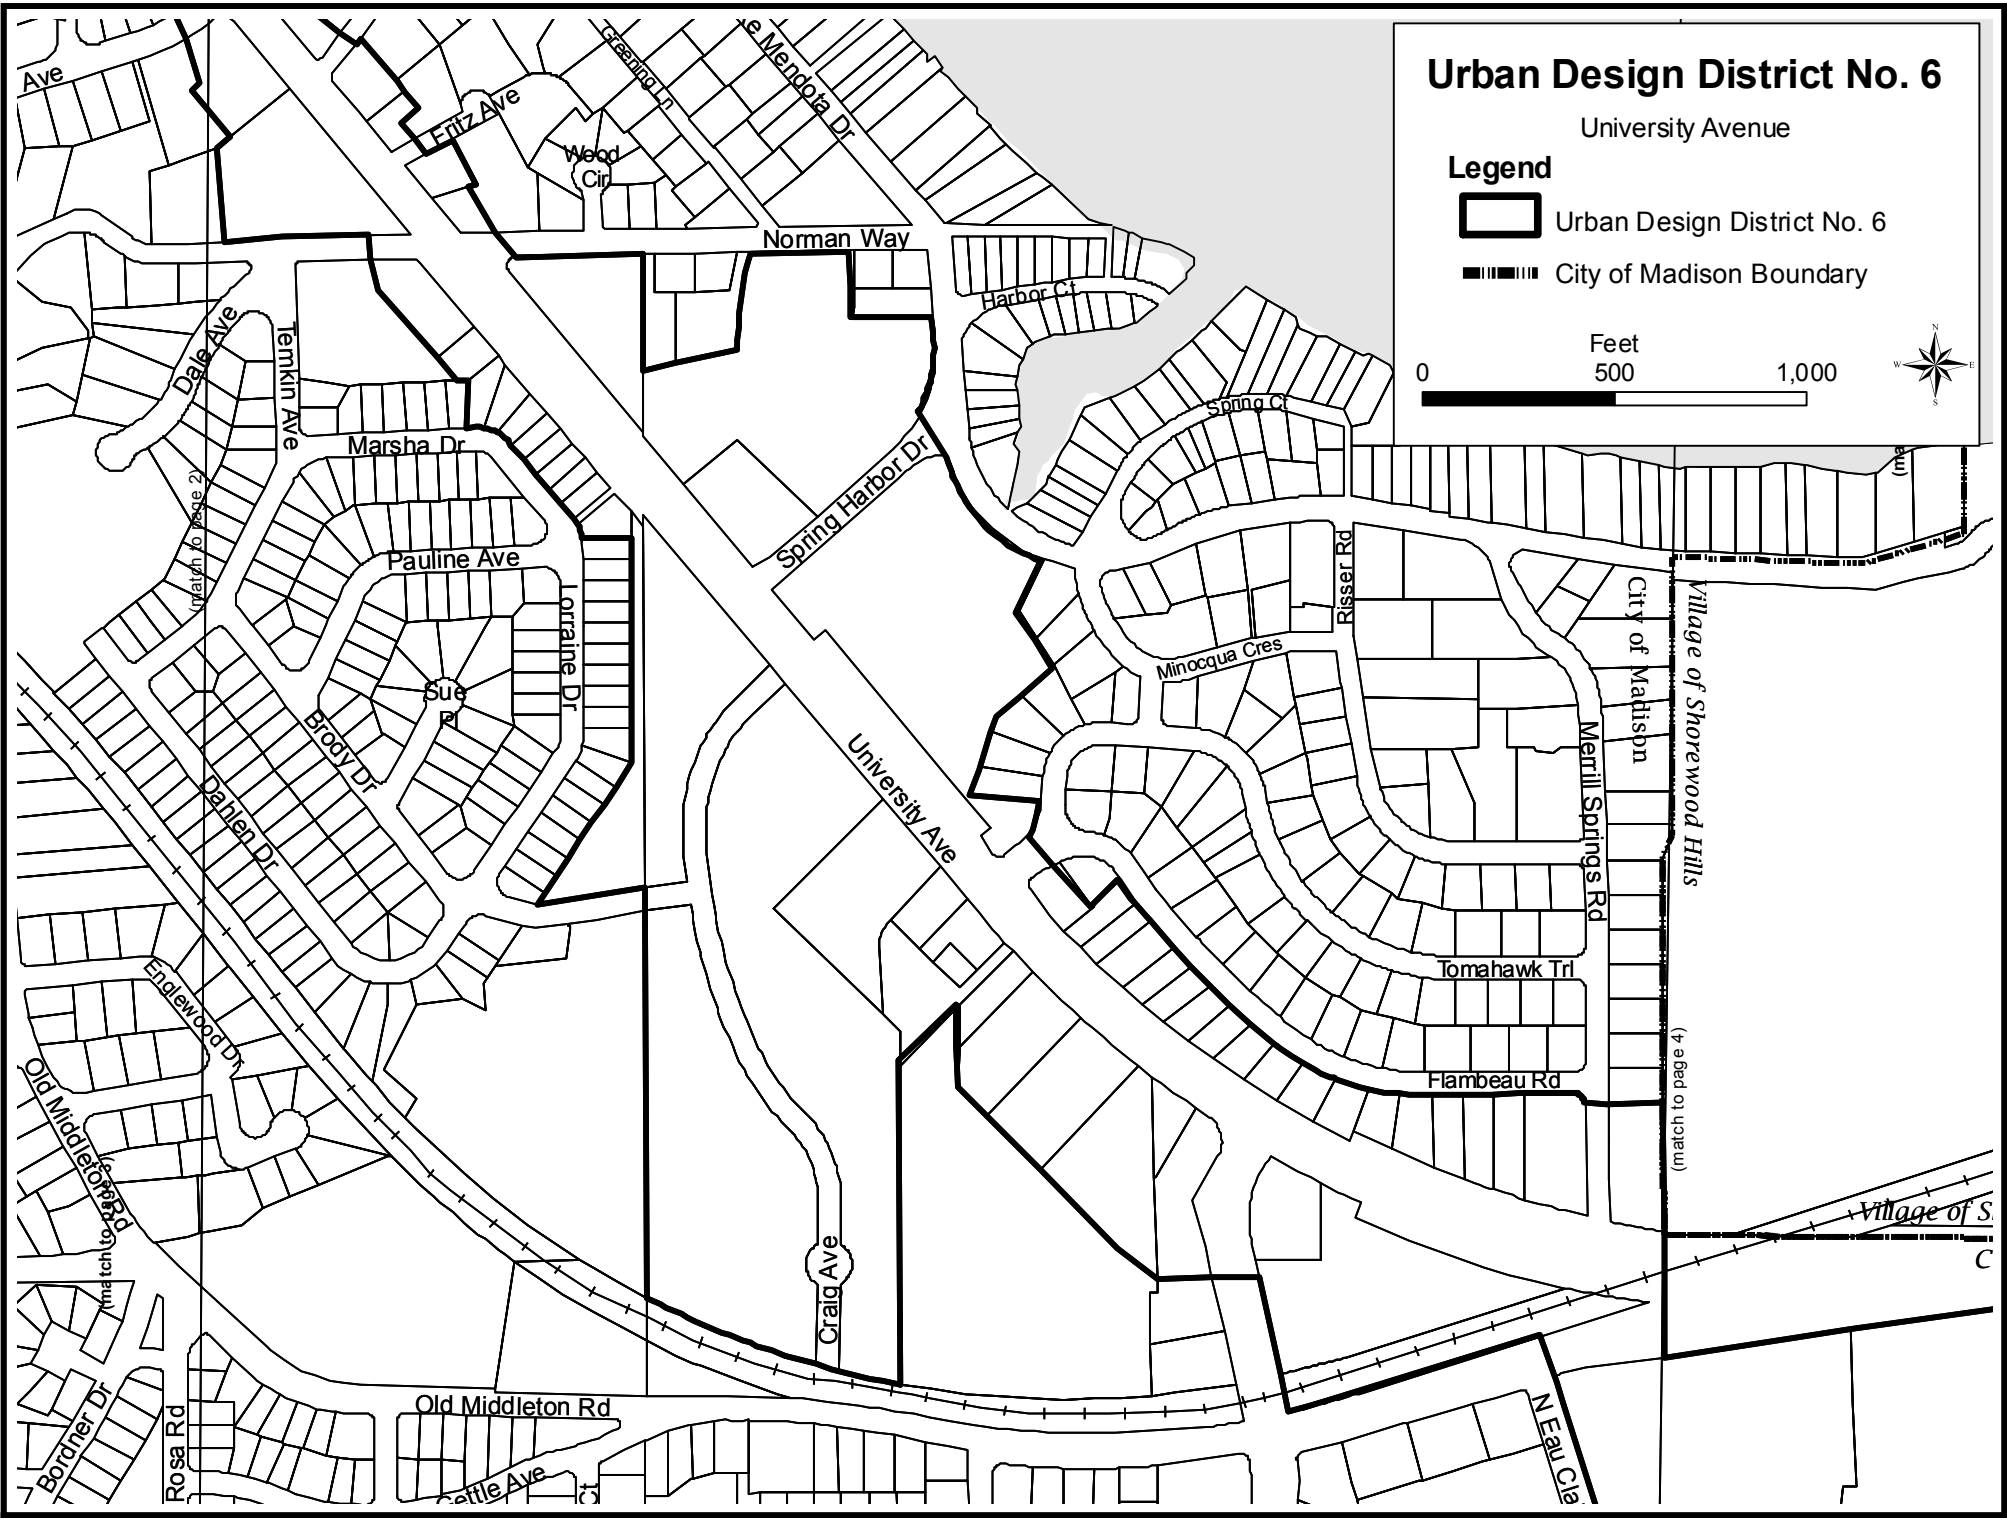 Urban Design District No. 6
University Avenue
Legend
Urban Design District No. 6
City of Madison Boundary
Feet
0 500 1,000
N
W E
S
Ave
Fritz Ave
Greening Ln
e Mendota Dr
Wood
Cir
Norman Way
Harbor Ct
Dale Ave
Temkin Ave
Marsha Dr
Spring Ct
Spring Harbor Dr
(ma
(match to page 2)
Pauline Ave
Lorraine Dr
Risser Rd
City of Madison
Village of Shorewood Hills
Minocqua Cres
Sue
Pl
Brody Dr
Dahlen Dr
University Ave
Merrill Springs Rd
Englewood Dr
Tomahawk Trl
Flambeau Rd
(match to page 4)
Old Middleton Rd
Village of S
C
Craig Ave
Old Middleton Rd
Bordner Dr
Rosa Rd
Ct
N Eau Cla